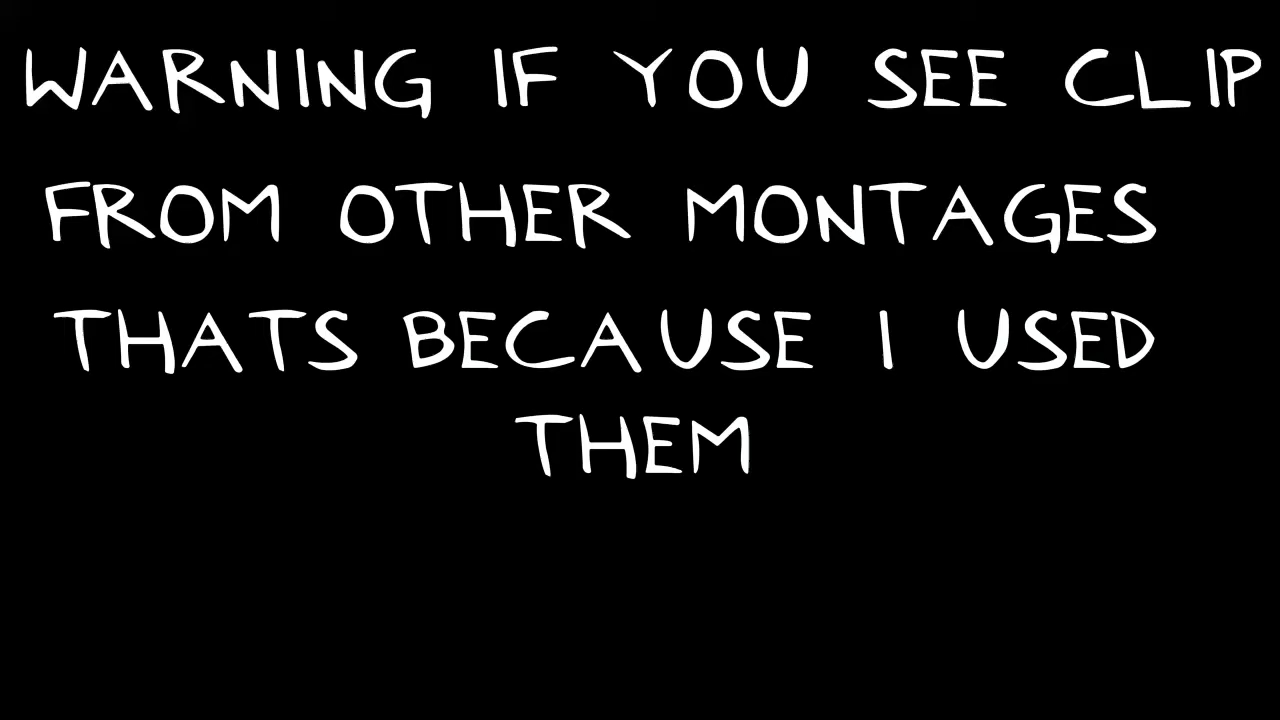 WARNING IF YOU SEE CLIP
FROM OTHER MONTAGES
THATS BECAUSE I USED
THEM